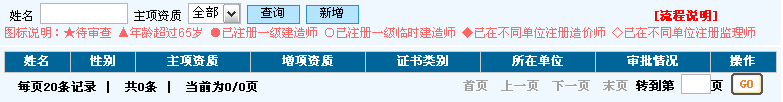 姓名 主项资质 全部 查询 新增 [流程说明]
图标说明：★待审查 ▲年龄超过65岁 ●已注册一级建造师 ○已注册一级临时建造师 ◆已在不同单位注册造价师 ◇已在不同单位注册监理师
姓名 性别 主项资质 增项资质 证书类别 所在单位 审批情况 操作
每页20条记录 | 共0条 | 当前为0/0页 首页 上一页 下一页 末页 转到第 页 GO